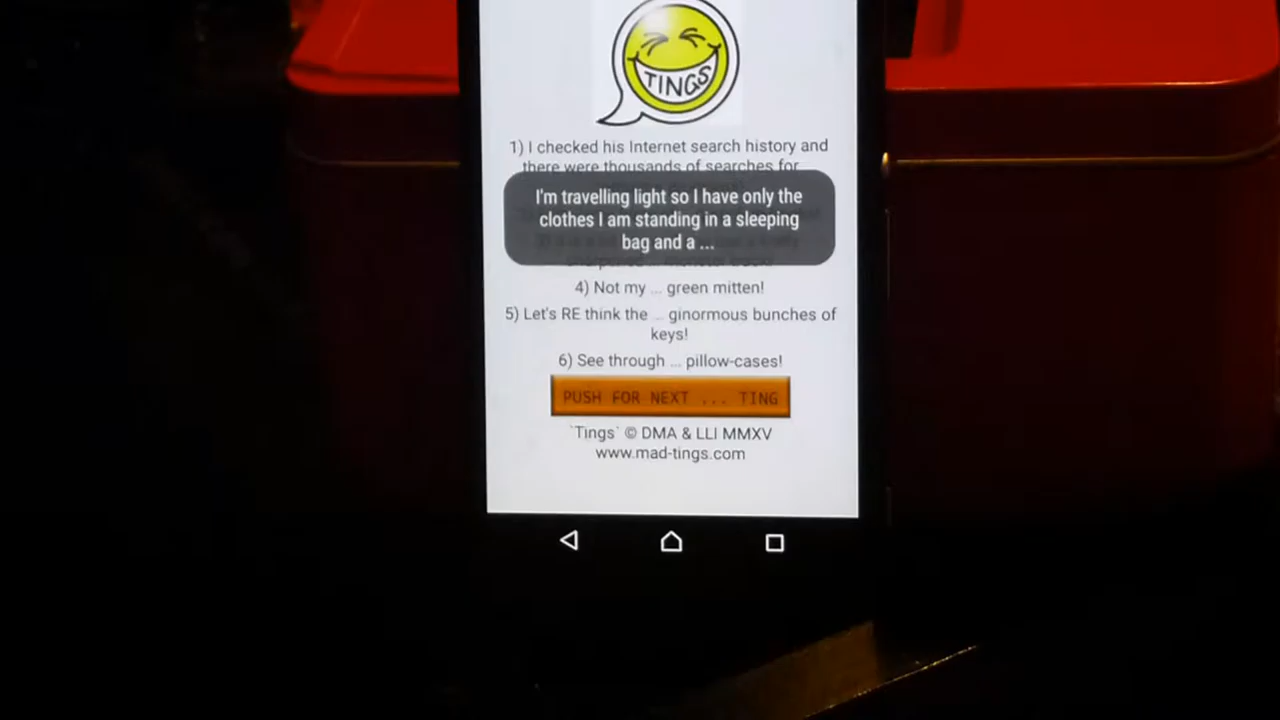 TINGS
1) I checked his Internet search history and
there were thousands of searches for
I'm travelling light so I have only the
clothes I am standing in a sleeping
bag and a ...
4) Not my ... green mitten!
5) Let's RE think the ... ginormous bunches of
keys!
6) See through ... pillow-cases!
PUSH FOR NEXT ... TING
`Tings` © DMA & LLI MMXV
www.mad-tings.com